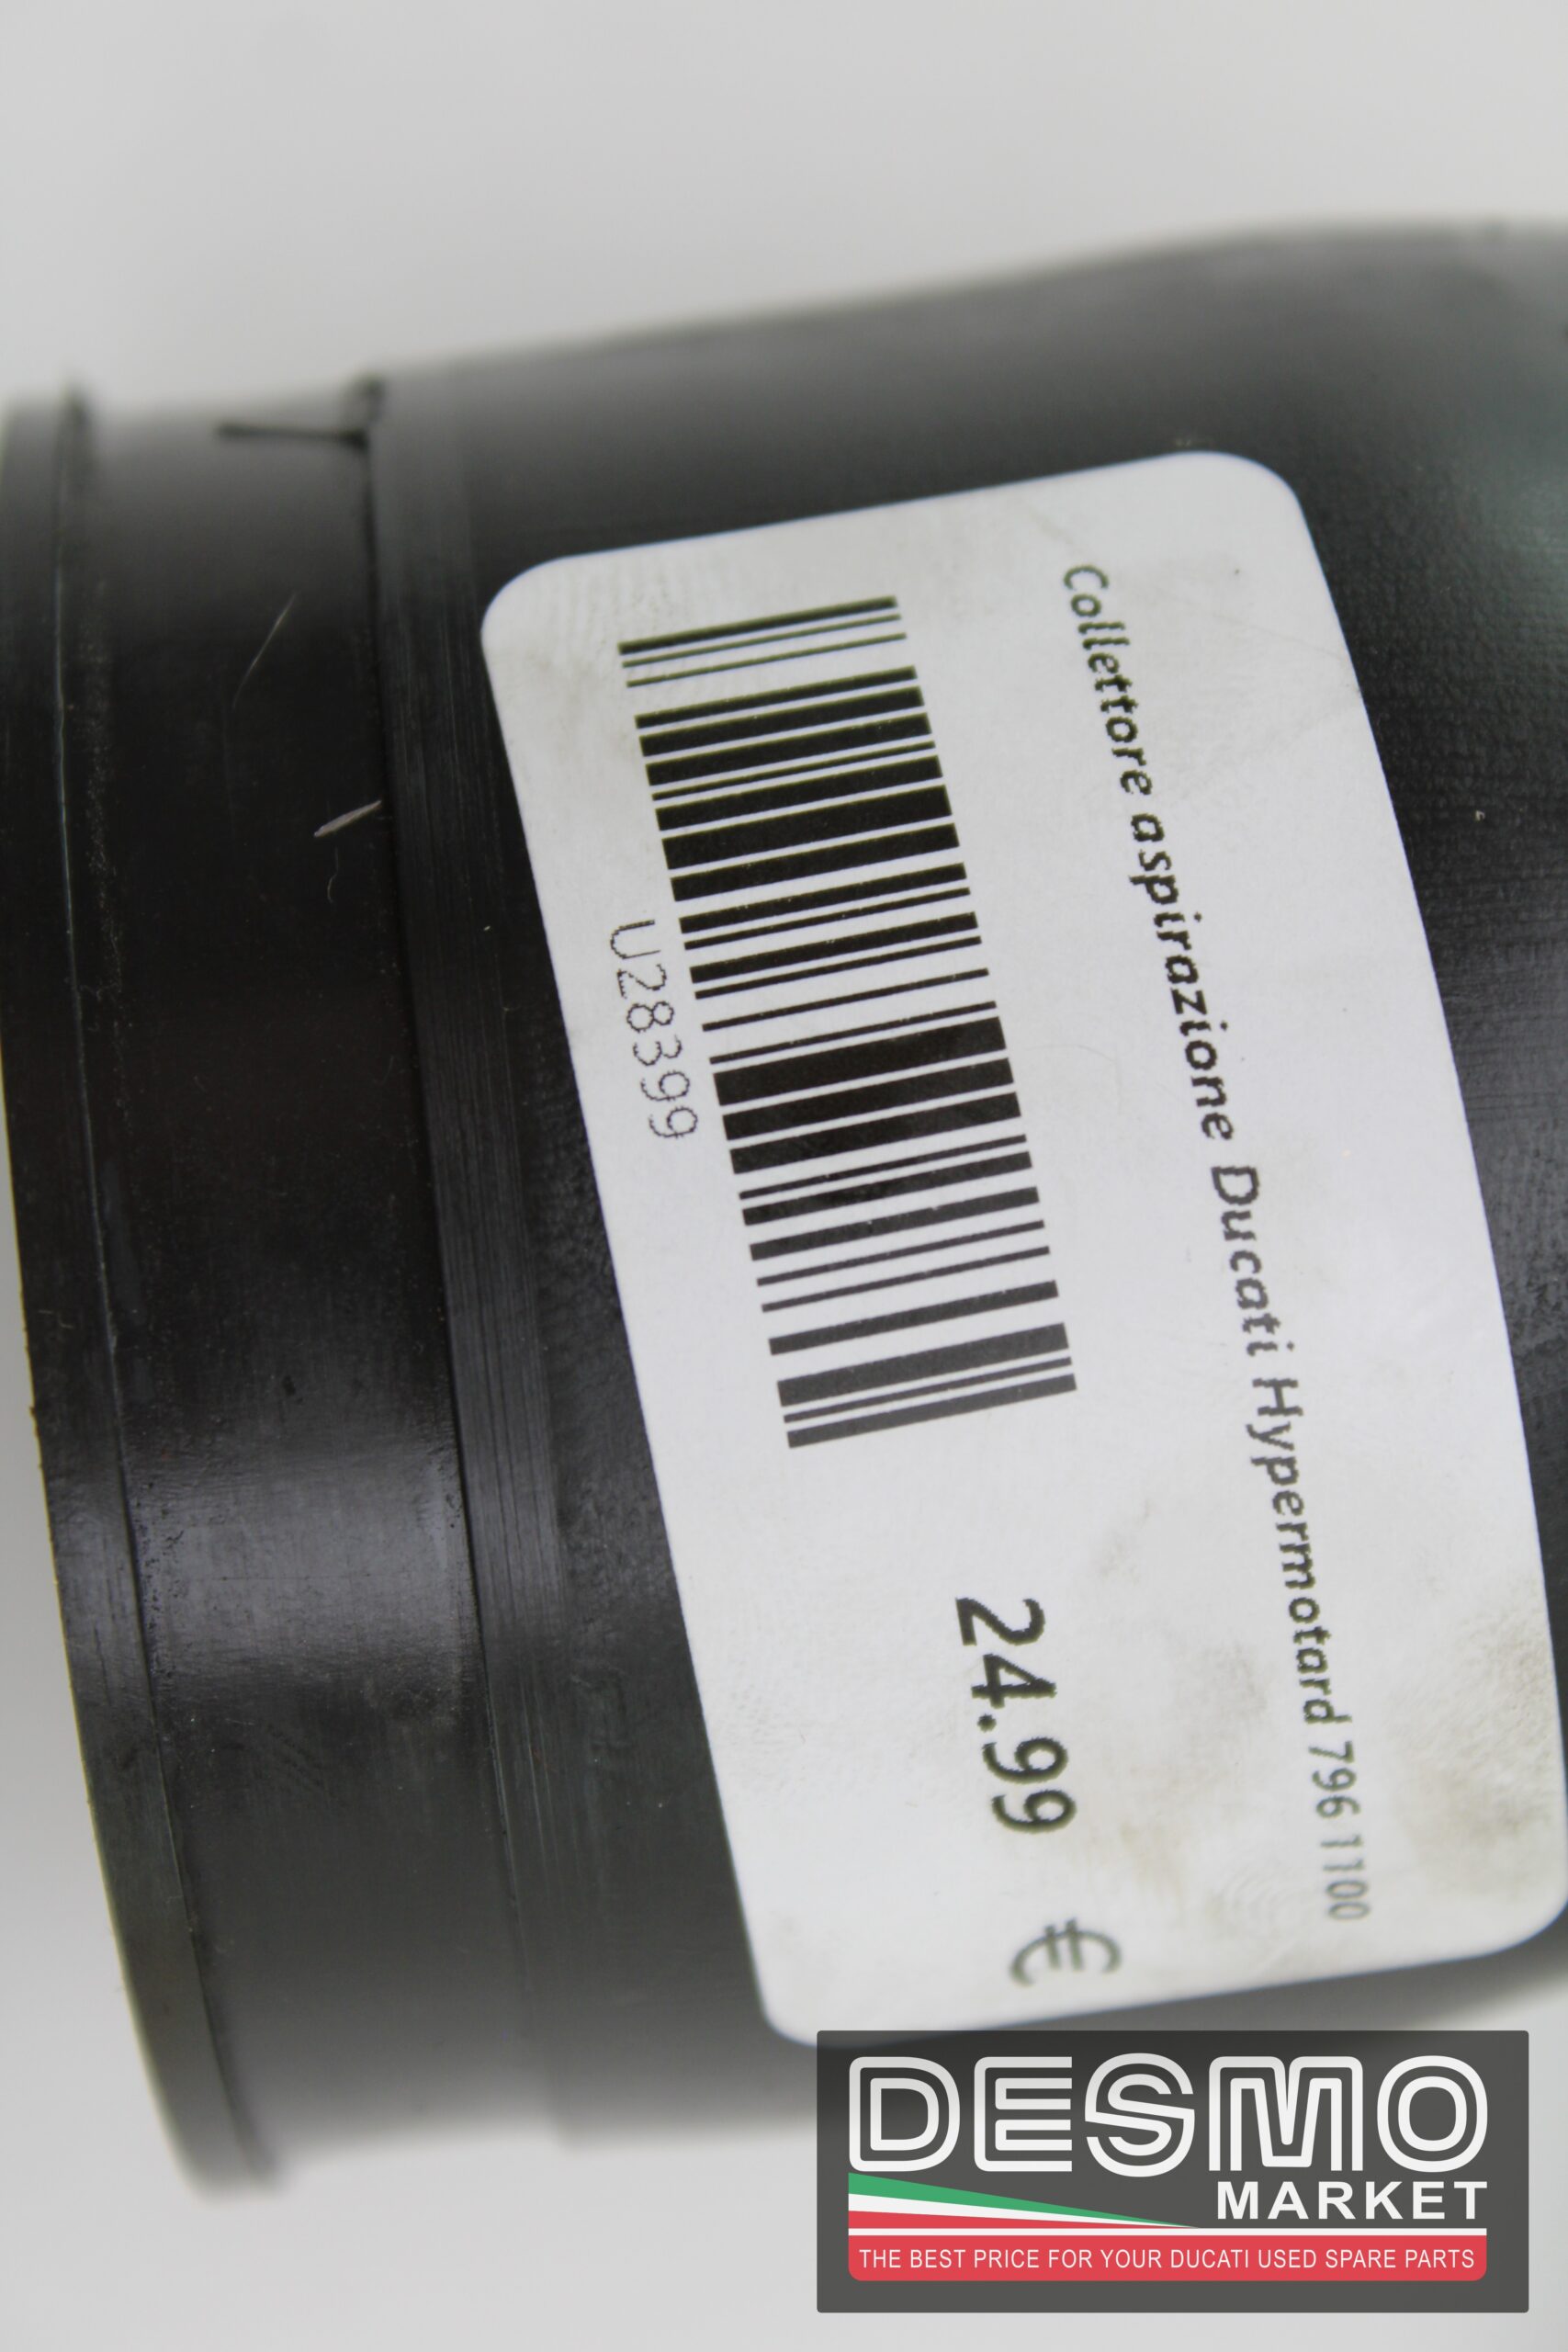 Collettore aspirazione Ducati Hypermotard 796 1100
U28399
24.99 €
DESMO
MARKET
THE BEST PRICE FOR YOUR DUCATI USED SPARE PARTS